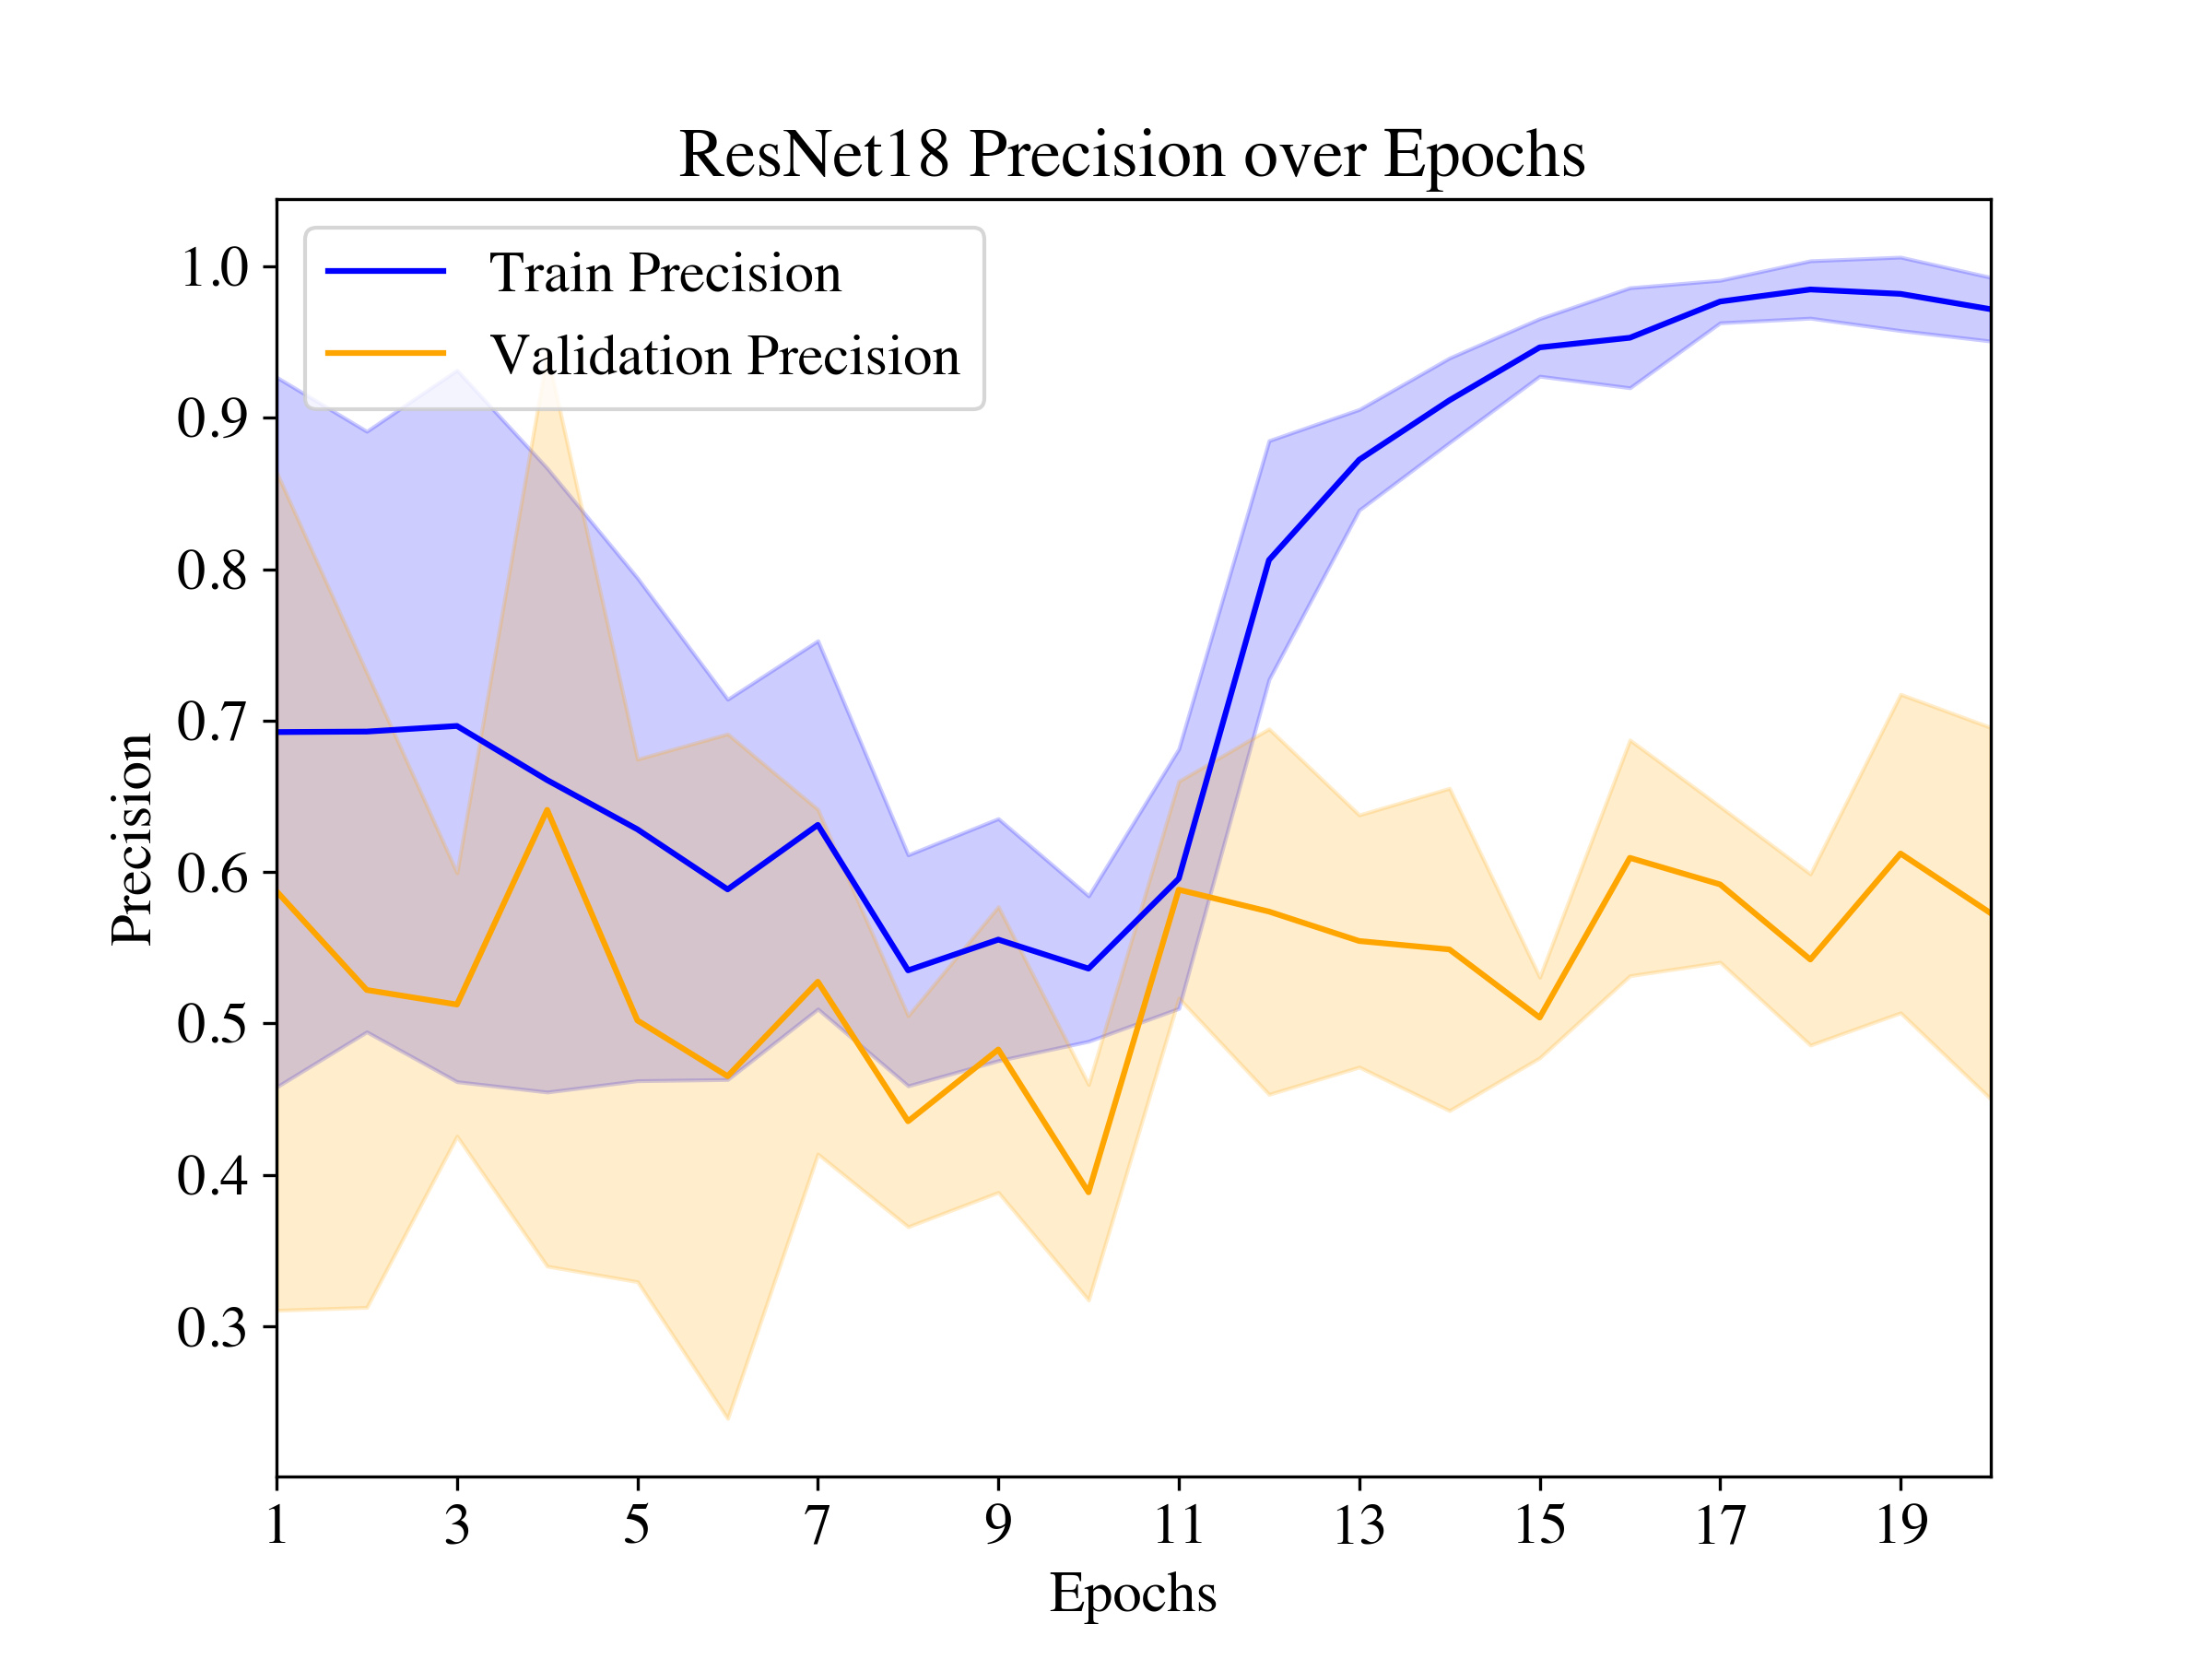 ResNet18 Precision over Epochs
Train Precision
Validation Precision
1.0
0.9
0.8
0.7
0.6
0.5
0.4
0.3
Precision
1 3 5 7 9 11 13 15 17 19
Epochs